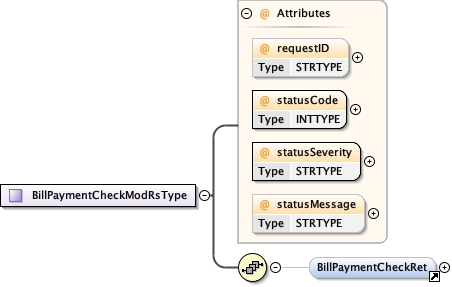 Attributes
@ requestID
Type STRTYPE
@ statusCode
Type INTTYPE
@ statusSeverity
Type STRTYPE
BillPaymentCheckModRsType
@ statusMessage
Type STRTYPE
BillPaymentCheckRet